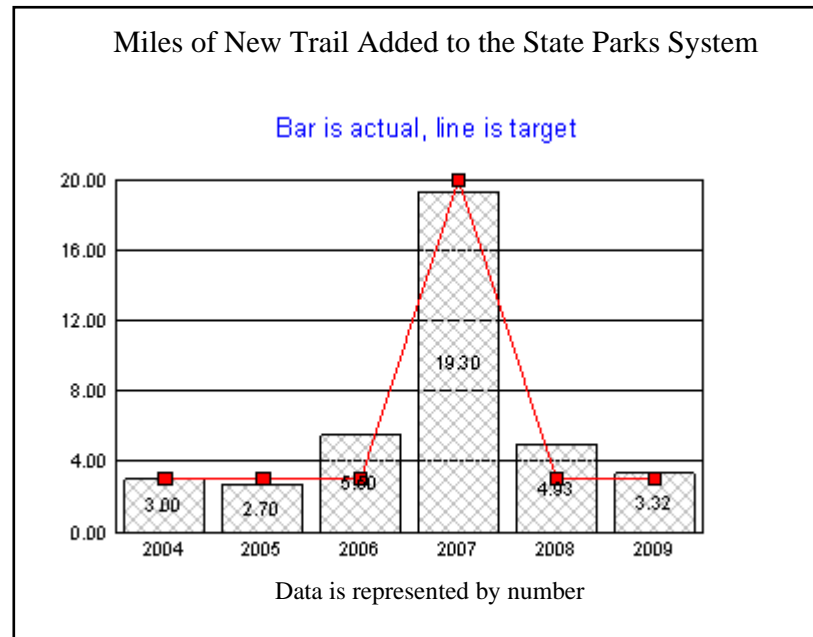 Miles of New Trail Added to the State Parks System
Bar is actual, line is target
20.00
16.00
12.00
8.00
4.00
0.00
3.00
2.70
19.30
4.93
3.32
2004 2005 2006 2007 2008 2009
Data is represented by number